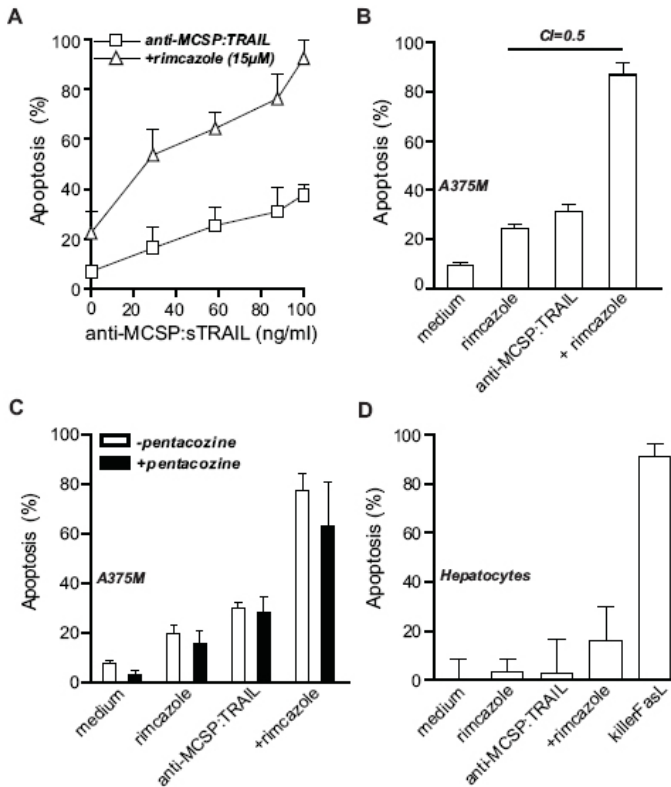 A
anti-MCSP:TRAIL
+rimcazole (15µM)
Apoptosis (%)
100
80
60
40
20
0
0 20 40 60 80 100
anti-MCSP:sTRAIL (ng/ml)
B
CI=0.5
Apoptosis (%)
100
80
60
40
20
0
A375M
medium
rimcazole
anti-MCSP:TRAIL
+ rimcazole
C
-pentacozine
+pentacozine
Apoptosis (%)
100
80
60
40
20
0
A375M
medium
rimcazole
anti-MCSP:TRAIL
+rimcazole
D
Apoptosis (%)
100
80
60
40
20
0
Hepatocytes
medium
rimcazole
anti-MCSP:TRAIL
+rimcazole
killerFasL